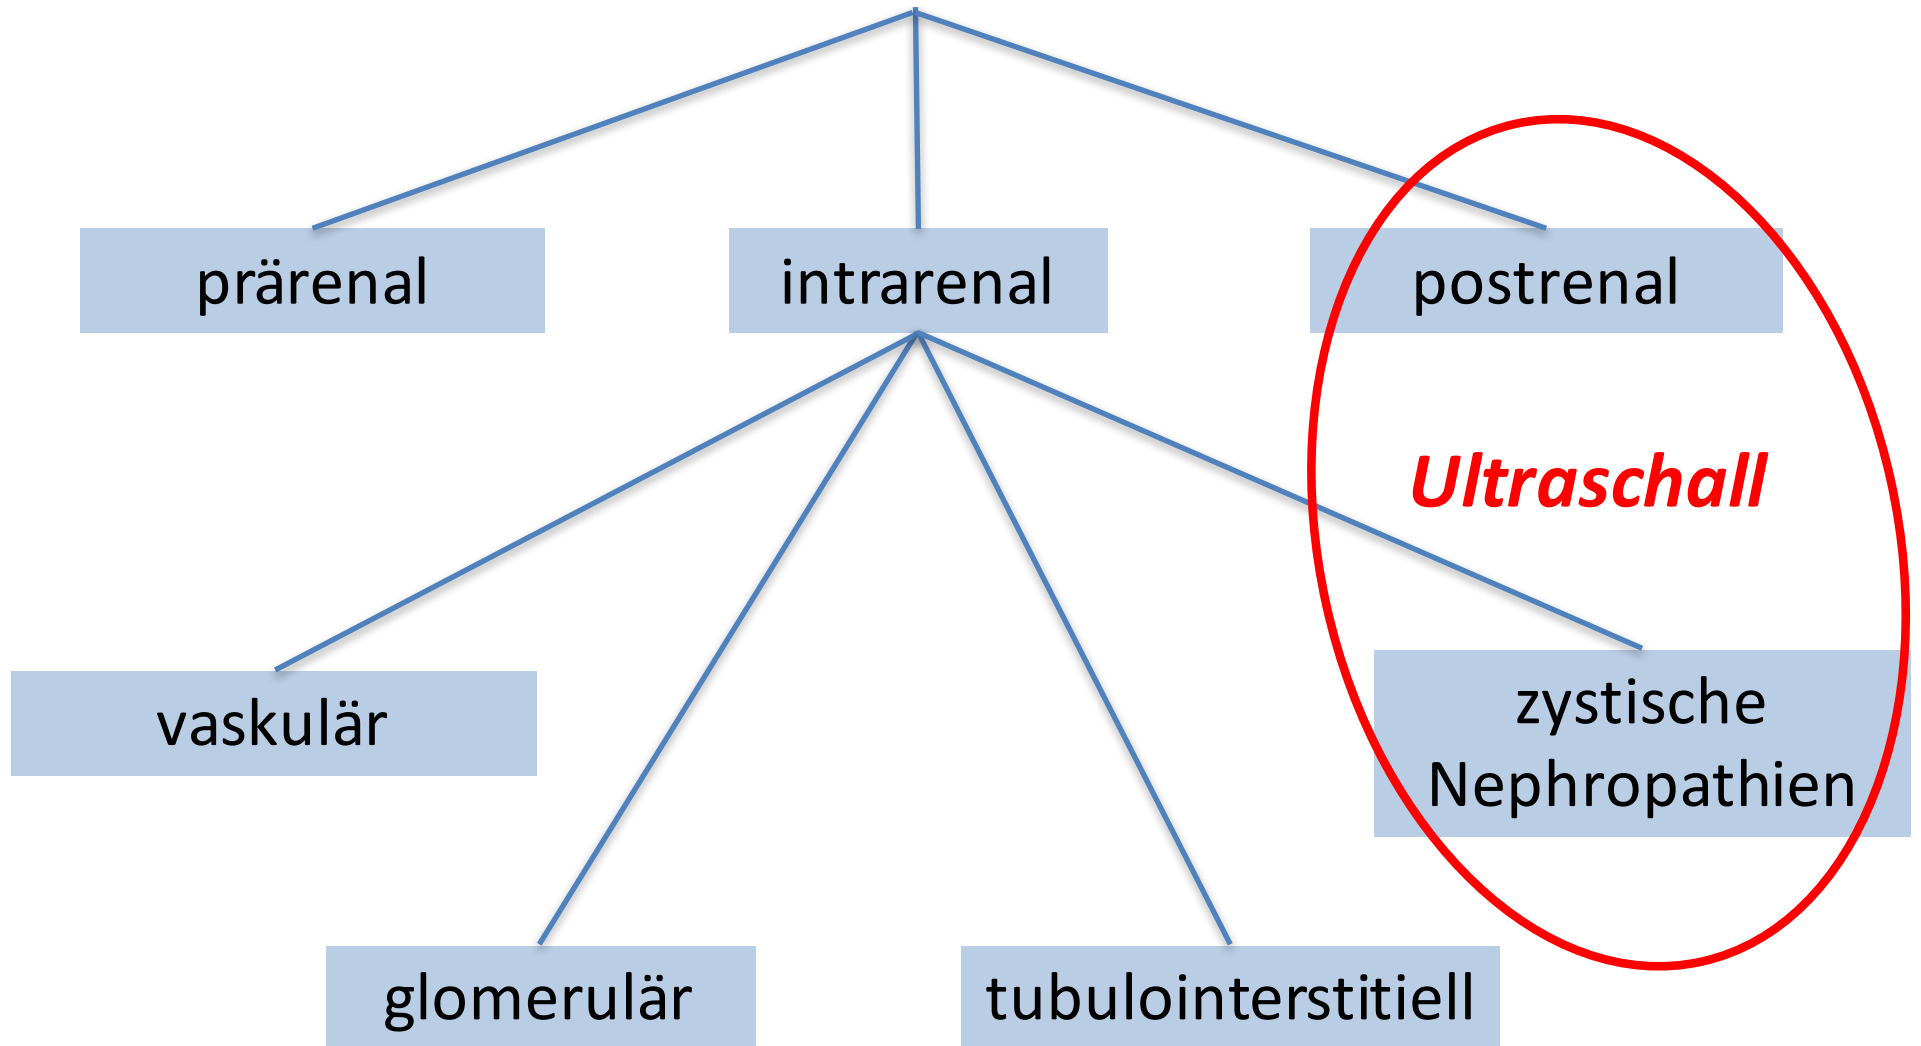 prärenal
intrarenal
postrenal
Ultraschall
vaskulär
zystische
Nephropathien
glomerulär
tubulointerstitiell